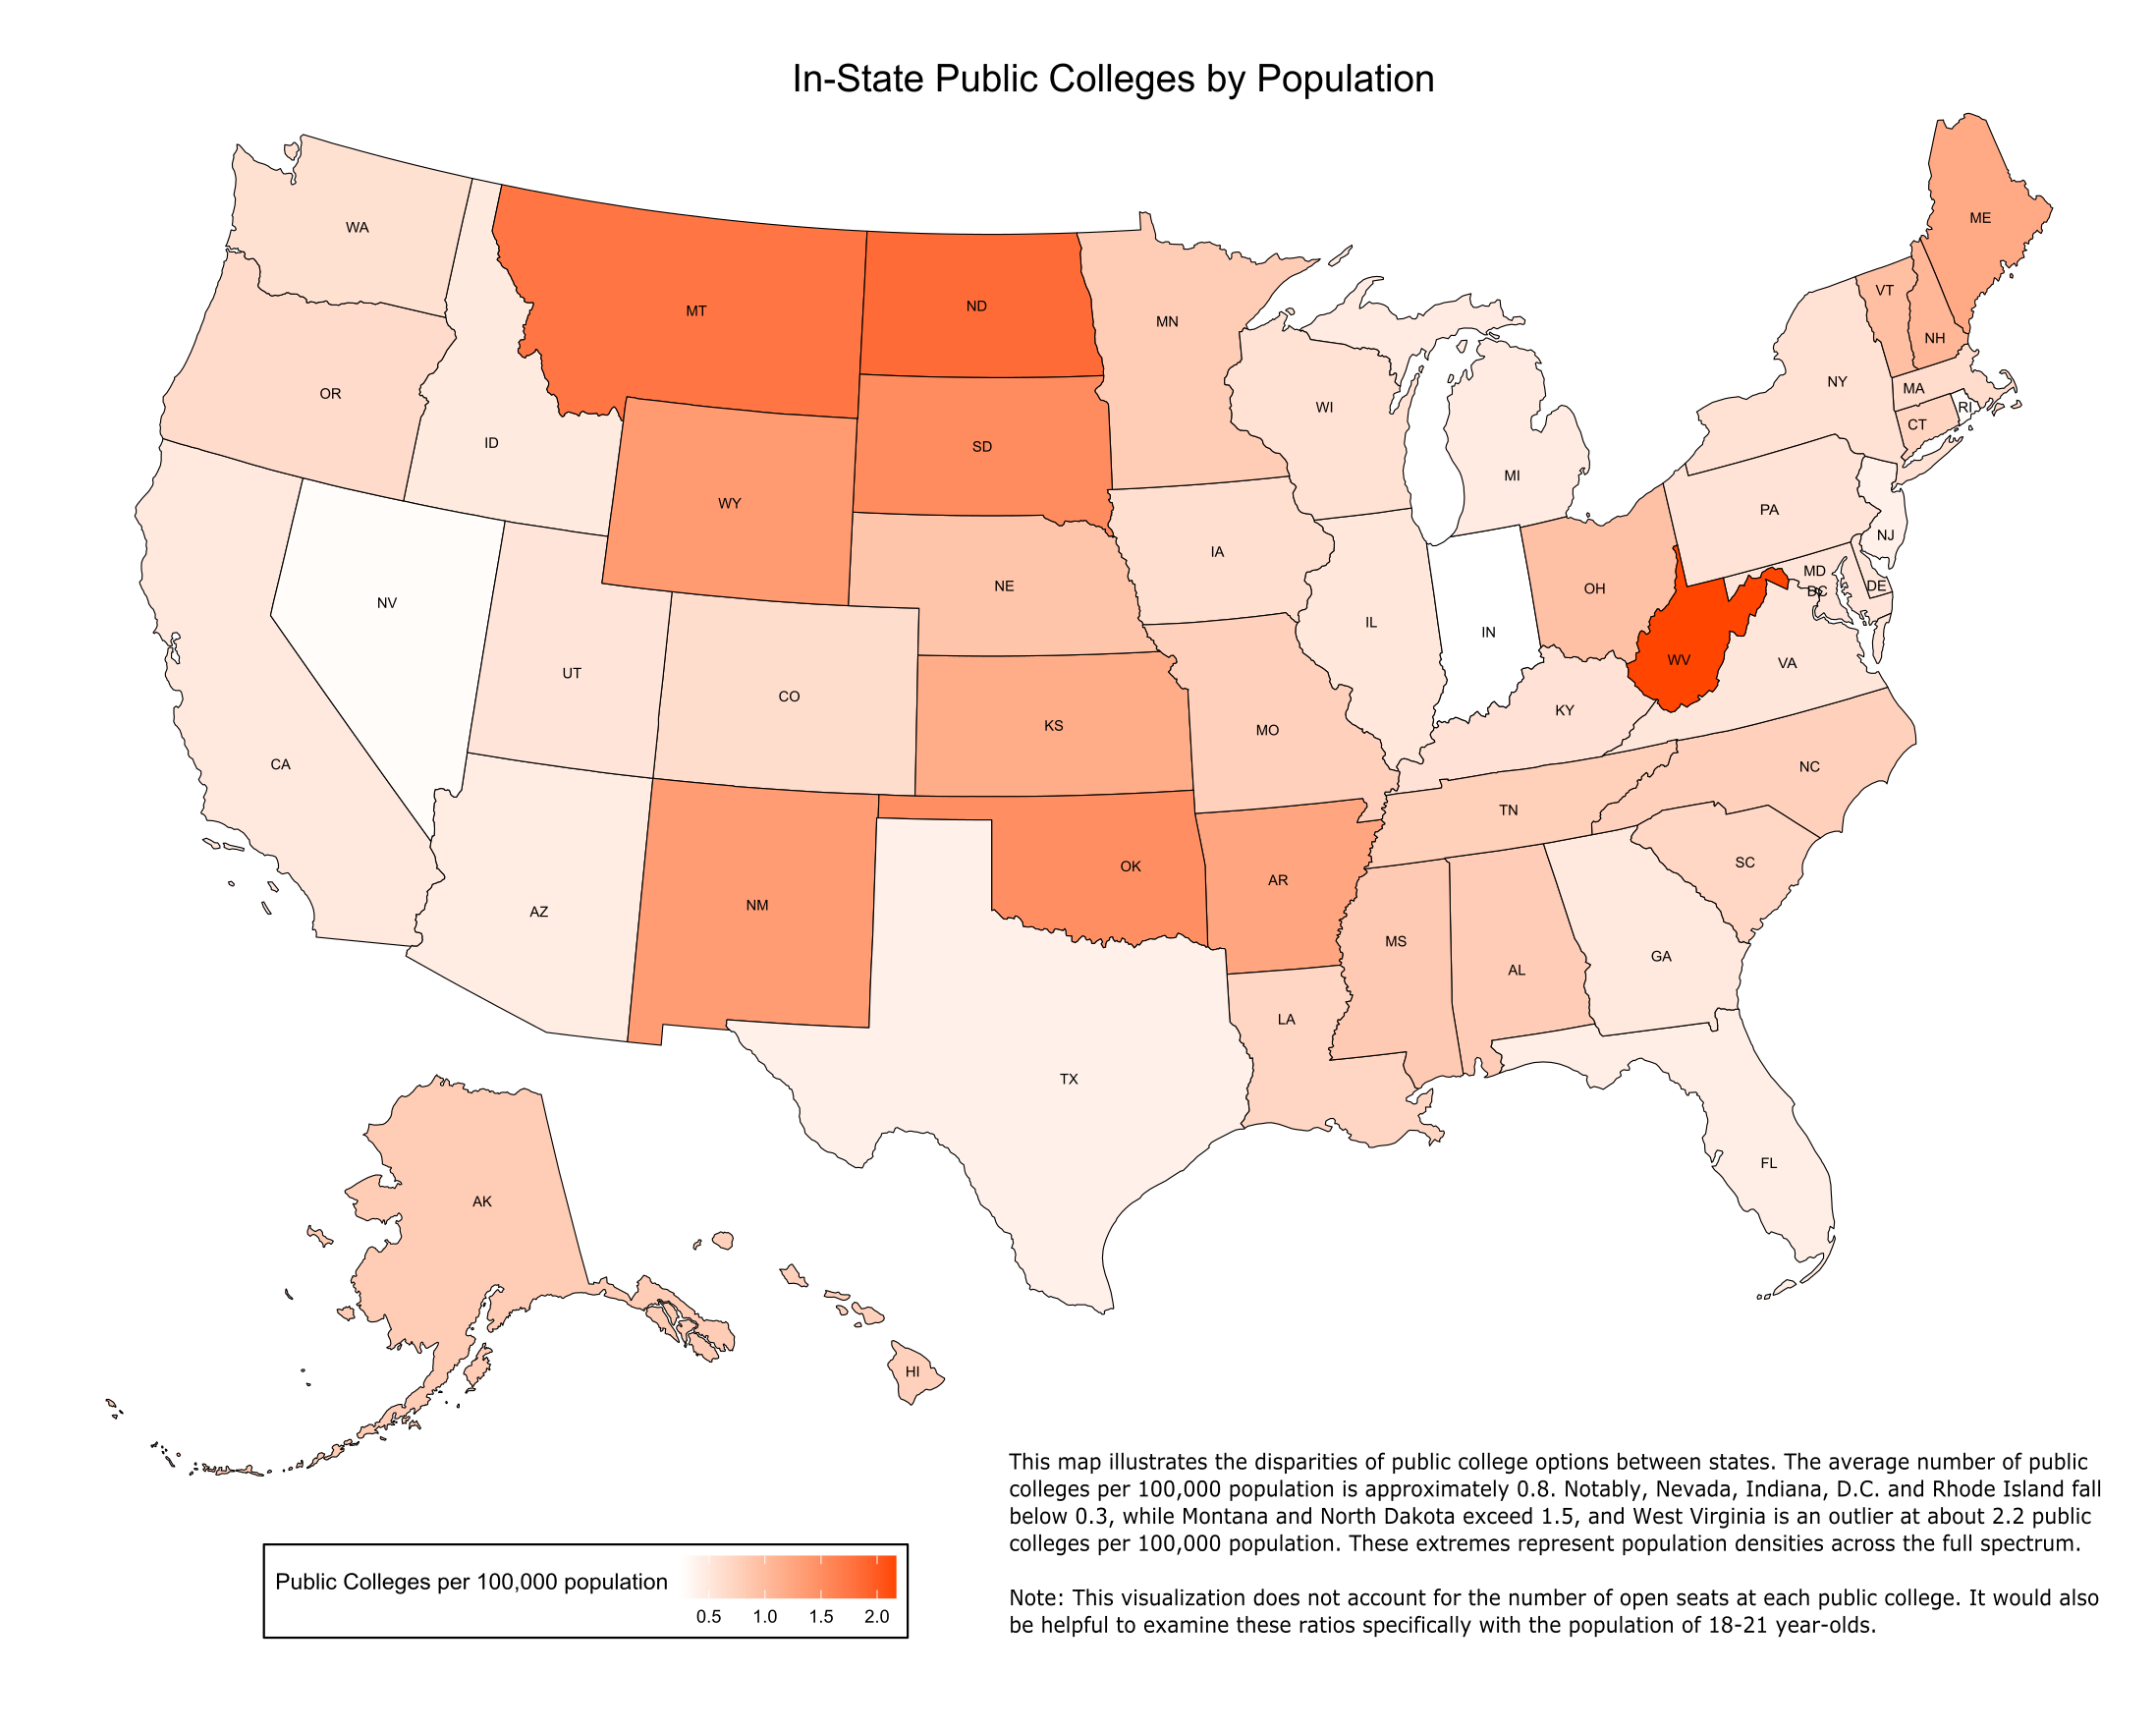 In-State Public Colleges by Population
ME
WA
VT
ND
MT
MN
NH
NY
MA
OR
WI
RI
CT
ID
SD
MI
WY
PA
NJ
IA
MD
NE
DE
OH
DC
NV
IL
IN
WV
VA
UT
CO
KY
KS
MO
CA
NC
TN
SC
OK
AR
NM
AZ
MS
GA
AL
LA
TX
FL
AK
HI
This map illustrates the disparities of public college options between states. The average number of public
colleges per 100,000 population is approximately 0.8. Notably, Nevada, Indiana, D.C. and Rhode Island fall
below 0.3, while Montana and North Dakota exceed 1.5, and West Virginia is an outlier at about 2.2 public
colleges per 100,000 population. These extremes represent population densities across the full spectrum.
Note: This visualization does not account for the number of open seats at each public college. It would also
be helpful to examine these ratios specifically with the population of 18-21 year-olds.
Public Colleges per 100,000 population
0.5 1.0 1.5 2.0